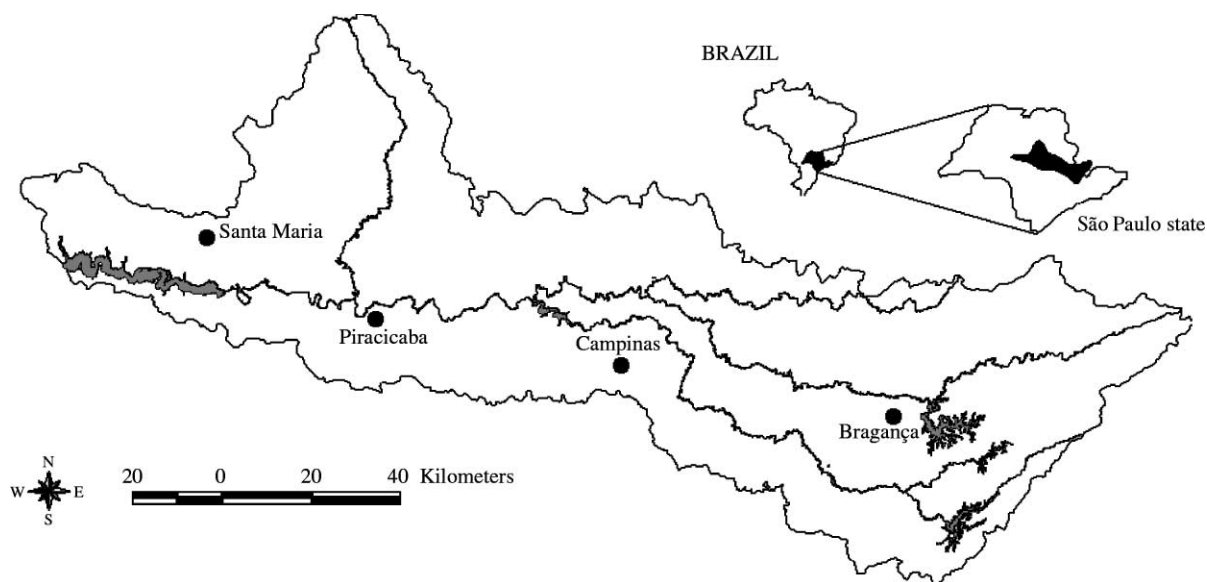 BRAZIL
São Paulo state
Santa Maria
Piracicaba
Campinas
Bragança
N
W E
S
20 0 20 40 Kilometers